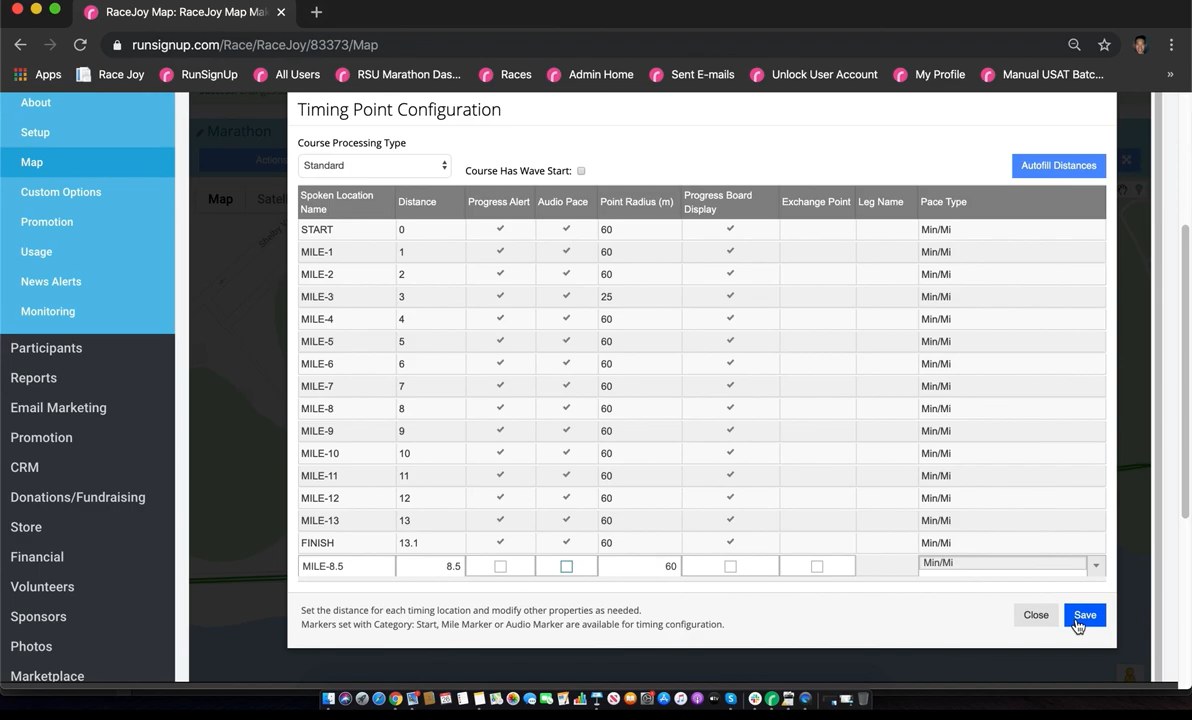 RaceJoy Map: RaceJoy Map Mak
runsignup.com/Race/RaceJoy/83373/Map
Apps Race Joy RunSignUp All Users RSU Marathon Das... Races Admin Home Sent E-mails Unlock User Account My Profile Manual USAT Batc... »
About
Setup
Map
Custom Options
Promotion
Usage
News Alerts
Monitoring
Participants
Reports
Email Marketing
Promotion
CRM
Donations/Fundraising
Store
Financial
Volunteers
Sponsors
Photos
Marketplace
Marathon
Map
Timing Point Configuration
Course Processing Type
Standard Course Has Wave Start: Autofill Distances
Spoken Location Name Distance Progress Alert Audio Pace Point Radius (m) Progress Board Display Exchange Point Leg Name Pace Type
START 0 60 Min/Mi
MILE-1 1 60 Min/Mi
MILE-2 2 60 Min/Mi
MILE-3 3 25 Min/Mi
MILE-4 4 60 Min/Mi
MILE-5 5 60 Min/Mi
MILE-6 6 60 Min/Mi
MILE-7 7 60 Min/Mi
MILE-8 8 60 Min/Mi
MILE-9 9 60 Min/Mi
MILE-10 10 60 Min/Mi
MILE-11 11 60 Min/Mi
MILE-12 12 60 Min/Mi
MILE-13 13 60 Min/Mi
FINISH 13.1 60 Min/Mi
MILE-8.5 8.5 60 Min/Mi
Set the distance for each timing location and modify other properties as needed.
Markers set with Category: Start, Mile Marker or Audio Marker are available for timing configuration.
Close Save